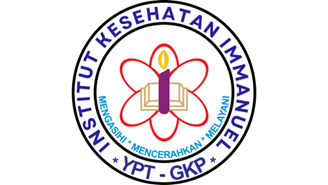 INSTITUT KESEHATAN IMMANUEL
MENGASIHI * MENCERAHKAN * MELAYANI
* YPT - GKP *